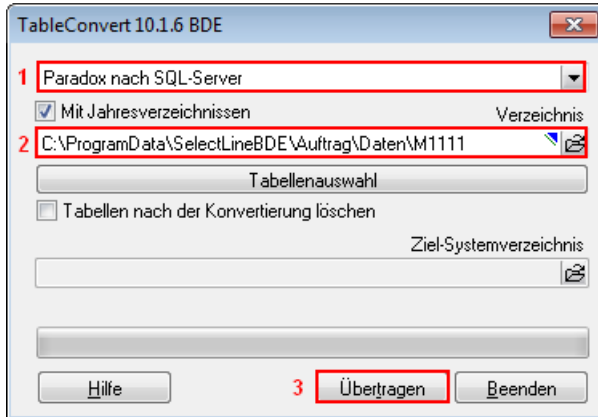 TableConvert 10.1.6 BDE
1 Paradox nach SQL-Server
Mit Jahresverzeichnissen Verzeichnis
2 C:\ProgramData\SelectLineBDE\Auftrag\Daten\M1111
Tabellenauswahl
Tabellen nach der Konvertierung löschen
Ziel-Systemverzeichnis
Hilfe 3 Übertragen Beenden